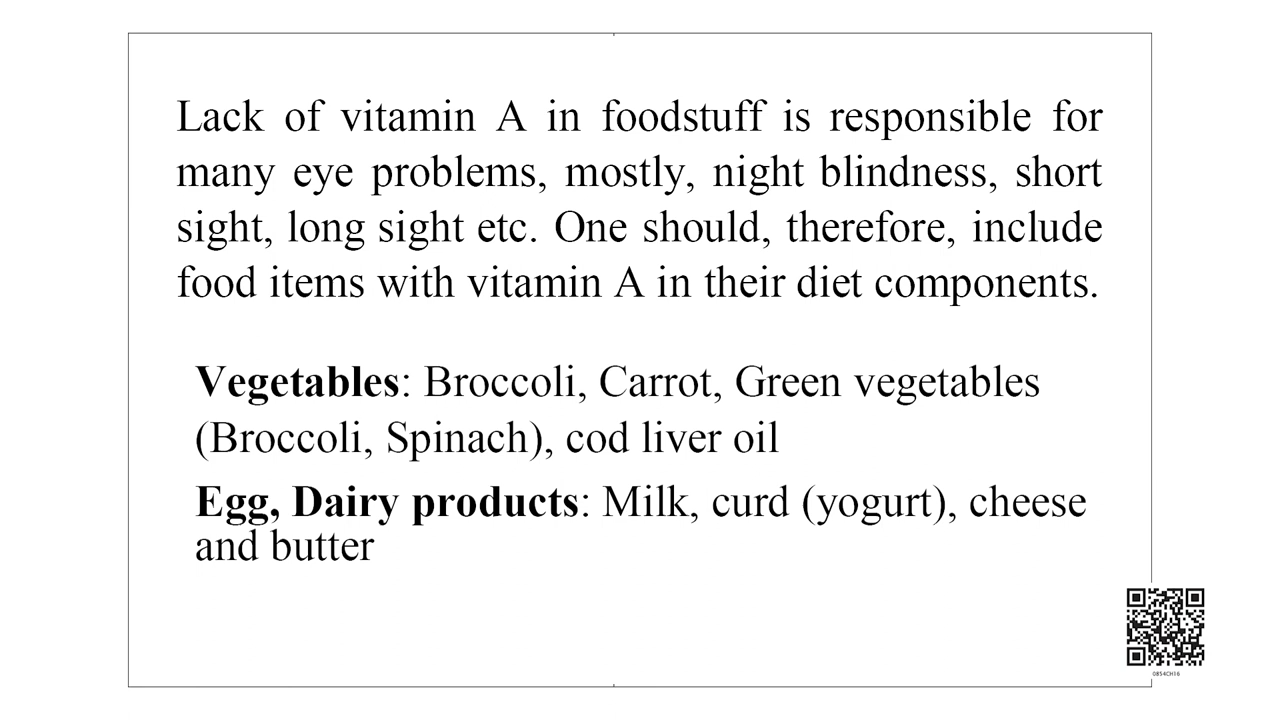 Lack of vitamin A in foodstuff is responsible for
many eye problems, mostly, night blindness, short
sight, long sight etc. One should, therefore, include
food items with vitamin A in their diet components.
Vegetables: Broccoli, Carrot, Green vegetables
(Broccoli, Spinach), cod liver oil
Egg, Dairy products: Milk, curd (yogurt), cheese
and butter
0854CH16